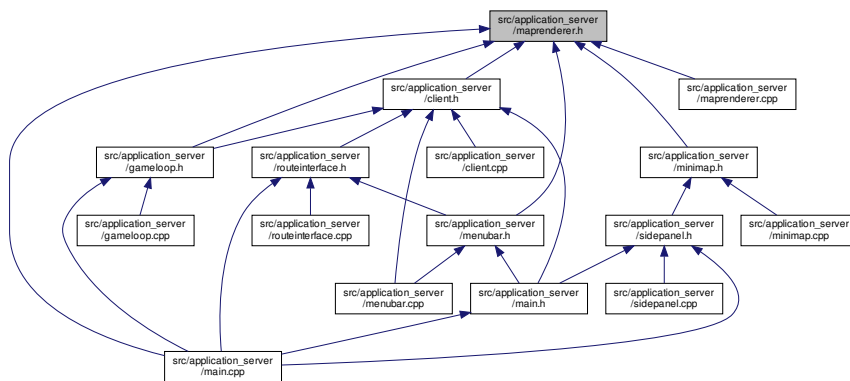 src/application_server
/maprenderer.h
src/application_server
/client.h
src/application_server
/maprenderer.cpp
src/application_server
/gameloop.h
src/application_server
/routeinterface.h
src/application_server
/client.cpp
src/application_server
/minimap.h
src/application_server
/gameloop.cpp
src/application_server
/routeinterface.cpp
src/application_server
/menubar.h
src/application_server
/sidepanel.h
src/application_server
/minimap.cpp
src/application_server
/menubar.cpp
src/application_server
/main.h
src/application_server
/sidepanel.cpp
src/application_server
/main.cpp